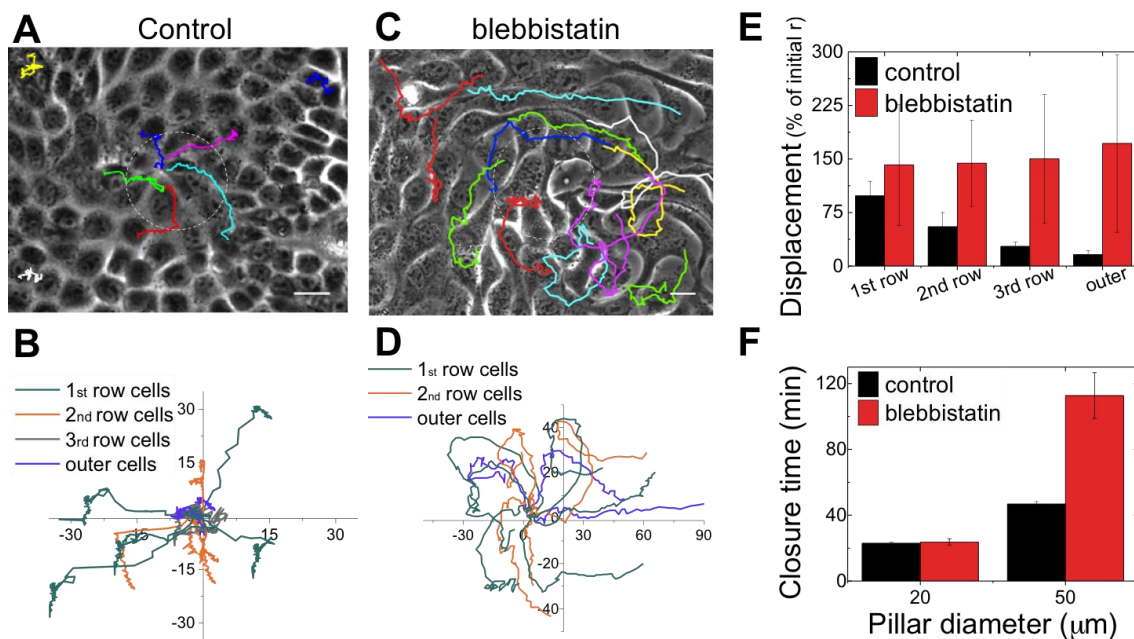 A
Control
C
blebbistatin
B
1st row cells
2nd row cells
3rd row cells
outer cells
30
15
-30
-15
15
30
-15
-30
D
1st row cells
2nd row cells
outer cells
40
20
-30
0
30
60
90
-20
-40
E
Displacement (% of initial r)
300
225
150
75
0
control
blebbistatin
1st row
2nd row
3rd row
outer
F
Closure time (min)
120
80
40
0
control
blebbistatin
20
50
Pillar diameter (μm)